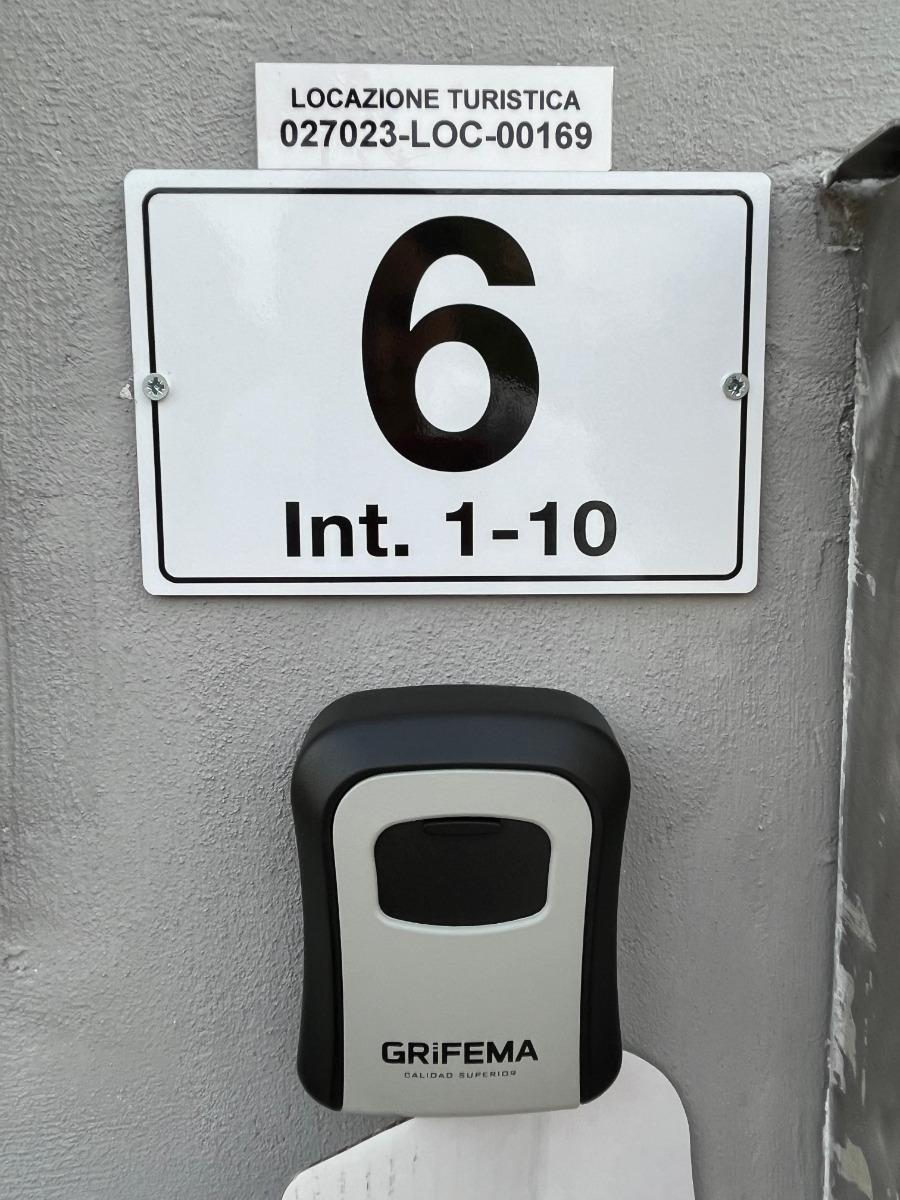 LOCAZIONE TURISTICA
027023-LOC-00169
6
Int. 1-10
GRiFEMA
CALIDAD SUPERIOR